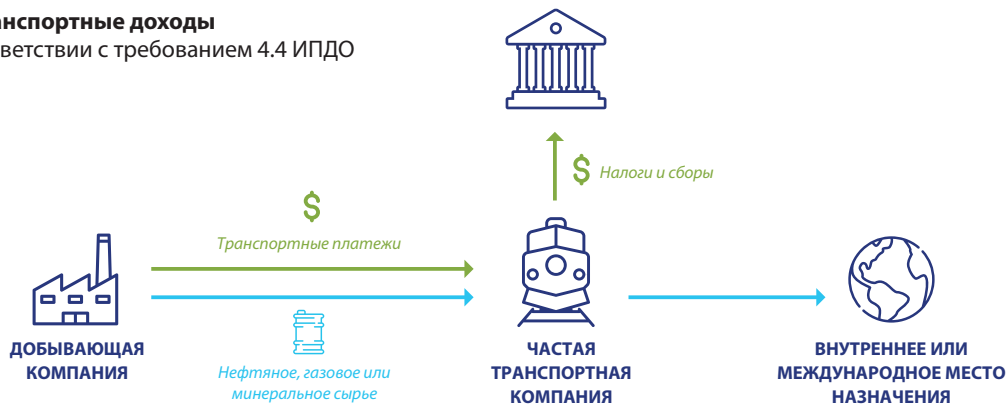 анспортные доходы
ветствии с требованием 4.4 ИПДО
$ Налоги и сборы
$
Транспортные платежи
ДОБЫВАЮЩАЯ
КОМПАНИЯ
Нефтяное, газовое или
минеральное сырье
ЧАСТАЯ
ТРАНСПОРТНАЯ
КОМПАНИЯ
ВНУТРЕННЕЕ ИЛИ
МЕЖДУНАРОДНОЕ МЕСТО
НАЗНАЧЕНИЯ